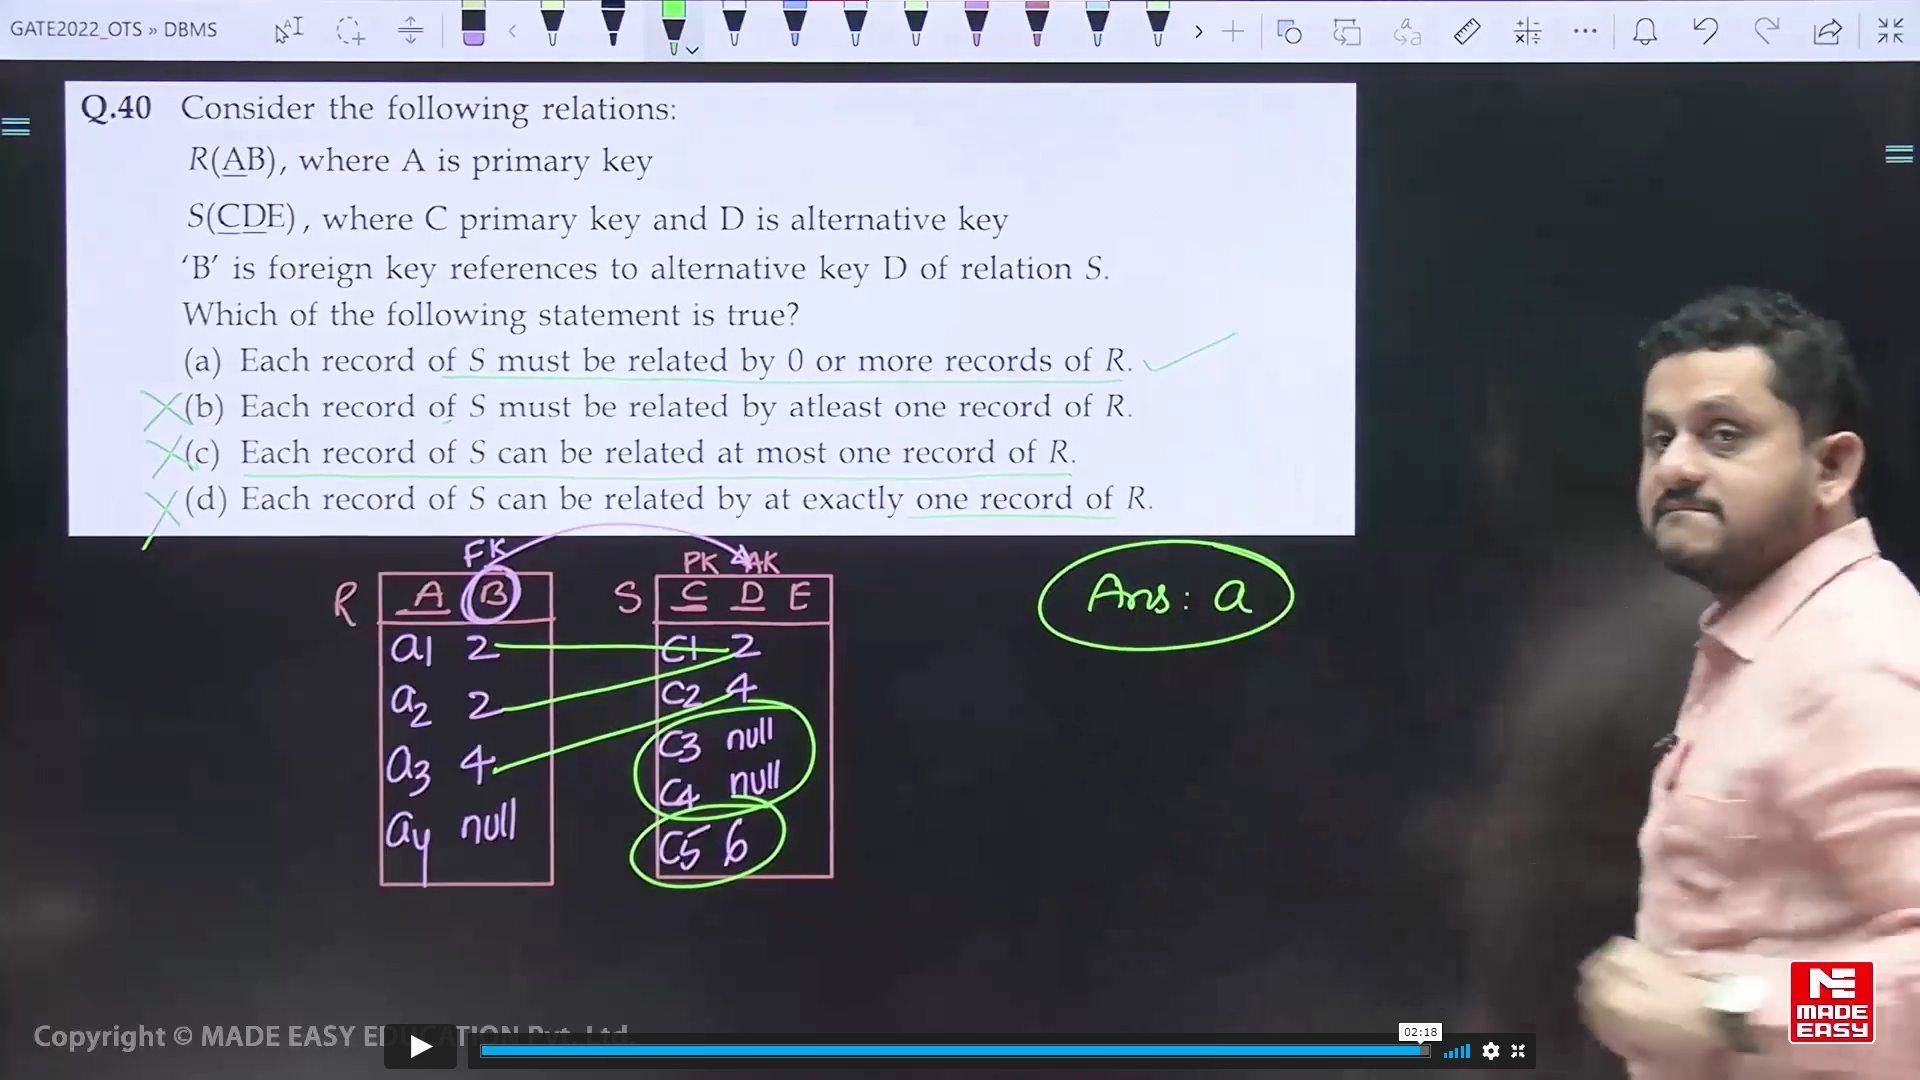 GATE2022_OTS » DBMS
Q.40 Consider the following relations:
R(AB), where A is primary key
S(CDE), where C primary key and D is alternative key
'B' is foreign key references to alternative key D of relation S.
Which of the following statement is true?
(a) Each record of S must be related by 0 or more records of R.
(b) Each record of S must be related by atleast one record of R.
(c) Each record of S can be related at most one record of R.
(d) Each record of S can be related by at exactly one record of R.
FK PK AK
R A B S C D E
a1 2 C1 2
a2 2 C2 4
a3 4 C3 null
a4 null C4 null
C5 6
Ans: a
ME
MADE
EASY
Copyright © MADE EASY EDUCATION Pvt. Ltd.
02:18